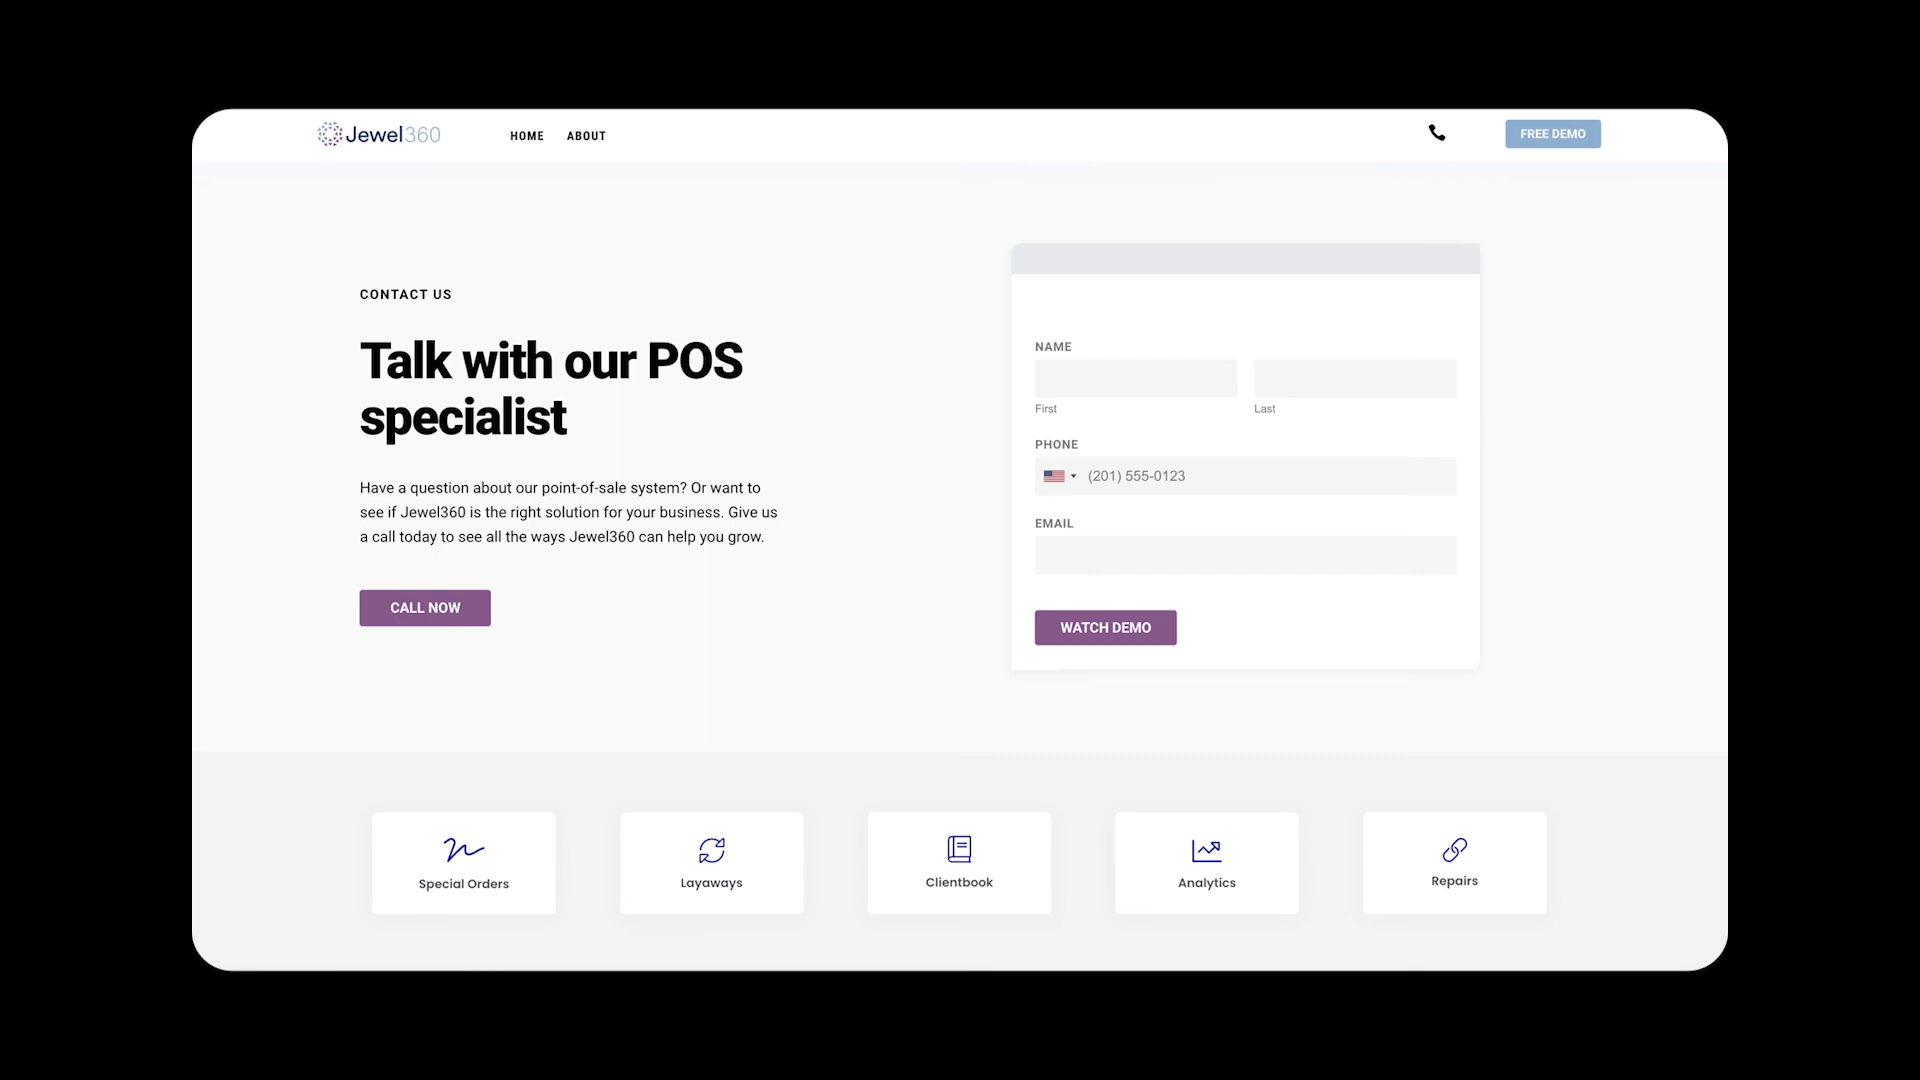 Jewel360
HOME
ABOUT
FREE DEMO
CONTACT US
Talk with our POS
specialist
Have a question about our point-of-sale system? Or want to
see if Jewel360 is the right solution for your business. Give us
a call today to see all the ways Jewel360 can help you grow.
CALL NOW
NAME
First
Last
PHONE
(201) 555-0123
EMAIL
WATCH DEMO
Special Orders
Layaways
Clientbook
Analytics
Repairs